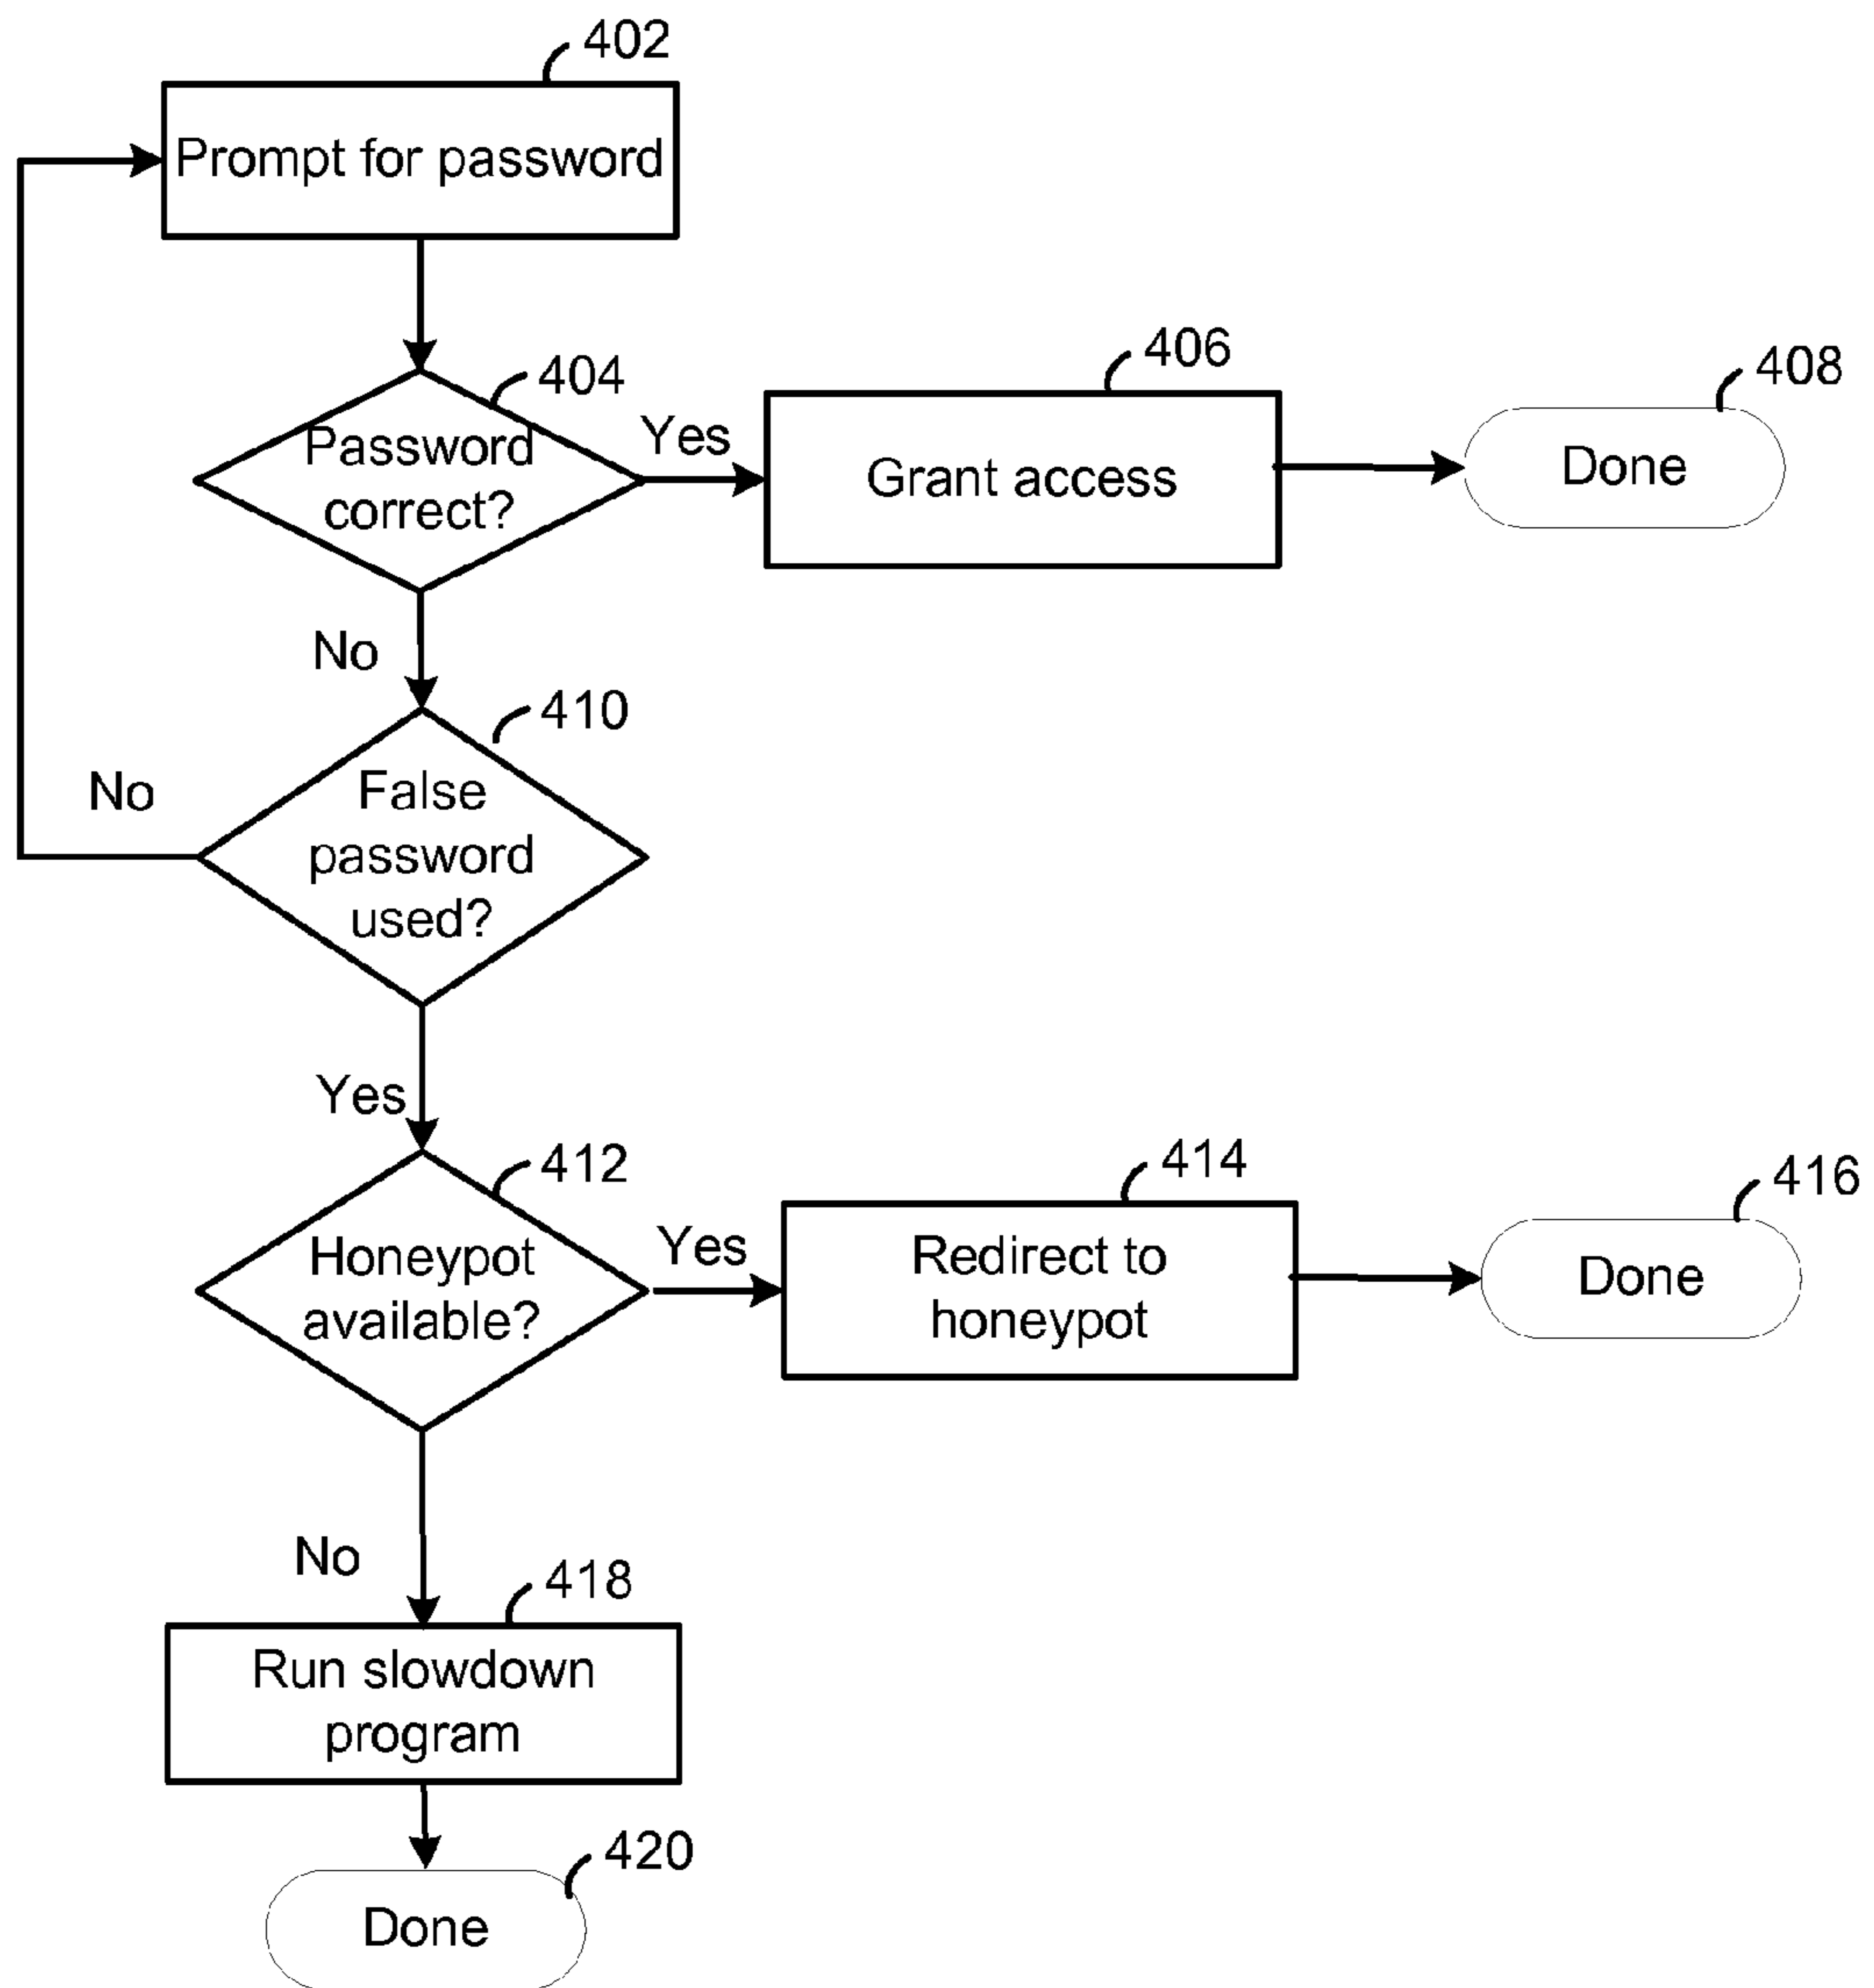 402
Prompt for password
404
Password
correct?
Yes
406
Grant access
408
Done
No
410
False
password
used?
No
Yes
412
Honeypot
available?
Yes
414
Redirect to
honeypot
416
Done
No
418
Run slowdown
program
420
Done